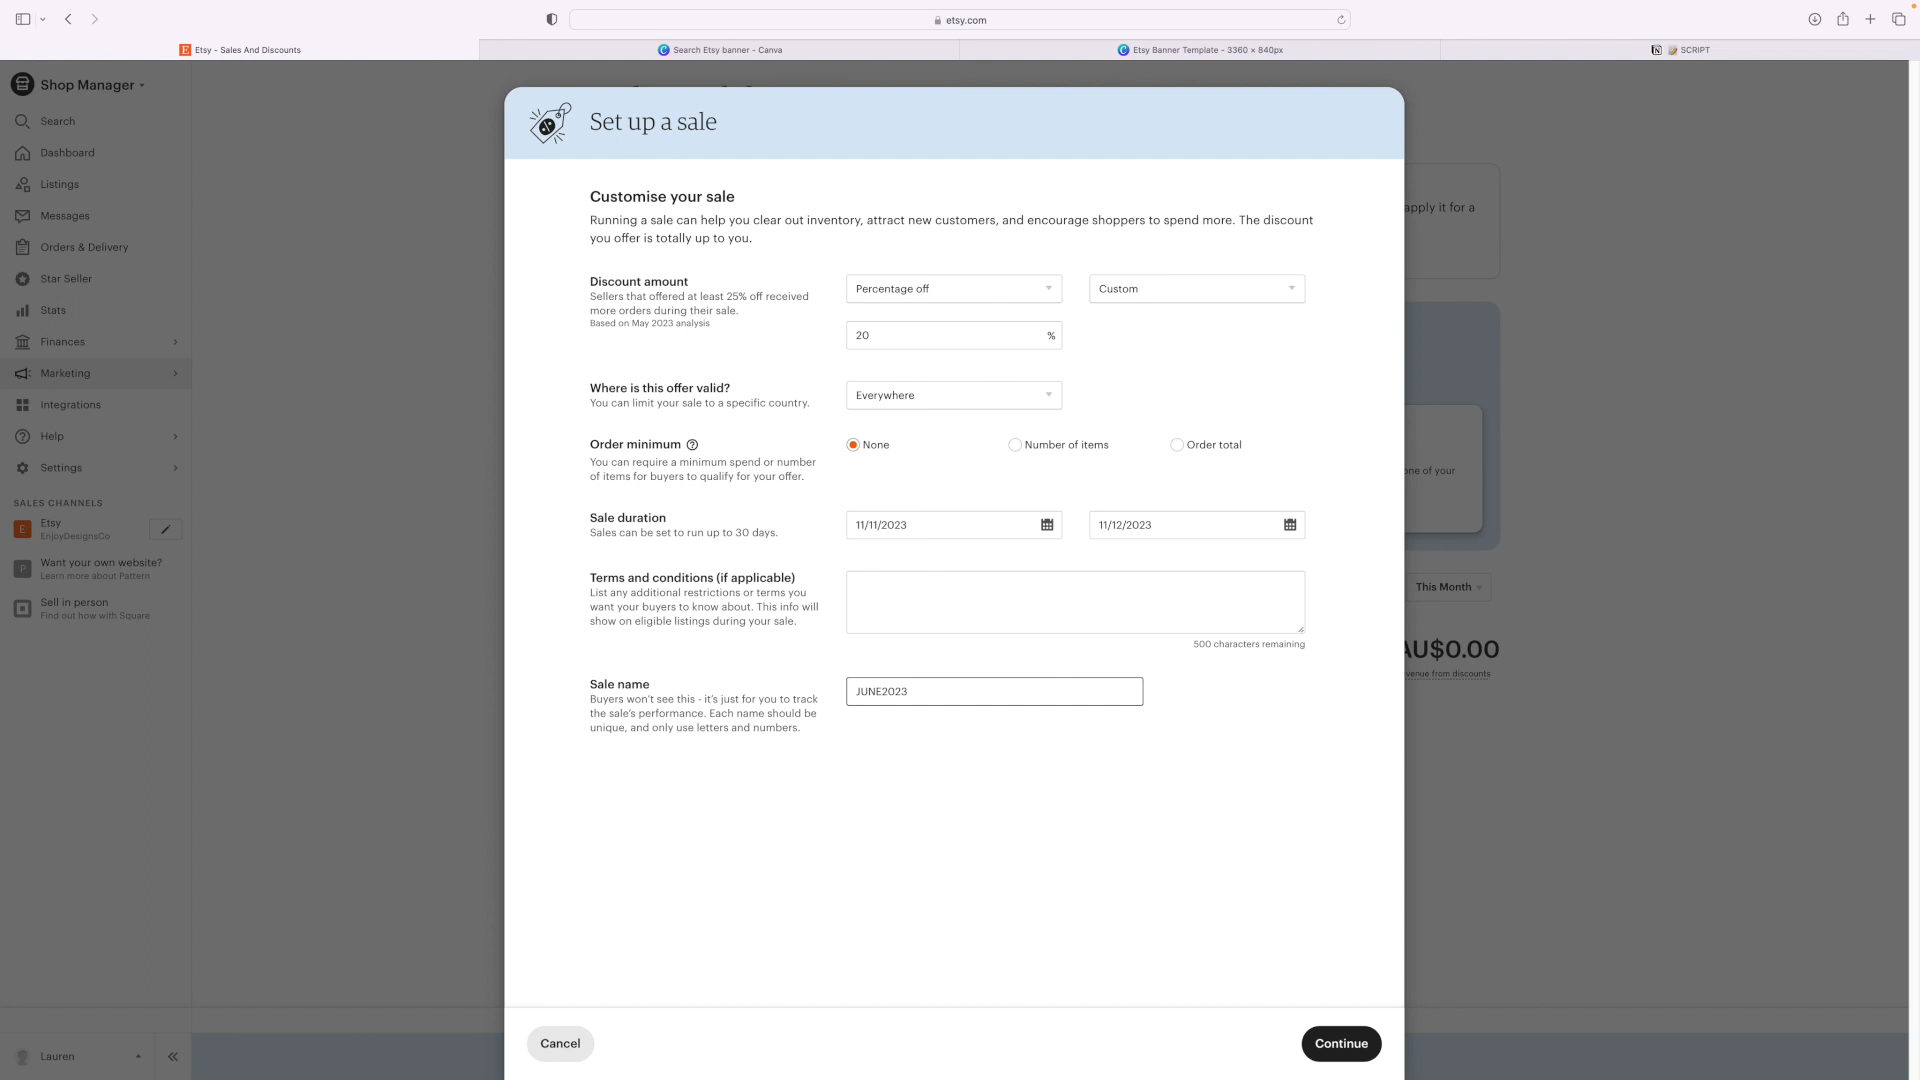 etsy.com
Etsy - Sales And Discounts
Search Etsy banner - Canva
Etsy Banner Template - 3360 × 840px
SCRIPT
Shop Manager
Search
Dashboard
Listings
Messages
Orders & Delivery
Star Seller
Stats
Finances
Marketing
Integrations
Help
Settings
SALES CHANNELS
Etsy
EnjoyDesignsCo
Want your own website?
Learn more about Pattern
Sell in person
Find out how with Square
Lauren
Set up a sale
Customise your sale
Running a sale can help you clear out inventory, attract new customers, and encourage shoppers to spend more. The discount
you offer is totally up to you.
Discount amount
Sellers that offered at least 25% off received
more orders during their sale.
Based on May 2023 analysis
Percentage off
Custom
20 %
Where is this offer valid?
You can limit your sale to a specific country.
Everywhere
Order minimum
You can require a minimum spend or number
of items for buyers to qualify for your offer.
None
Number of items
Order total
Sale duration
Sales can be set to run up to 30 days.
11/11/2023
11/12/2023
Terms and conditions (if applicable)
List any additional restrictions or terms you
want your buyers to know about. This info will
show on eligible listings during your sale.
500 characters remaining
Sale name
Buyers won't see this - it's just for you to track
the sale's performance. Each name should be
unique, and only use letters and numbers.
JUNE2023
Cancel
Continue
apply it for a
one of your
This Month
AU$0.00
venue from discounts